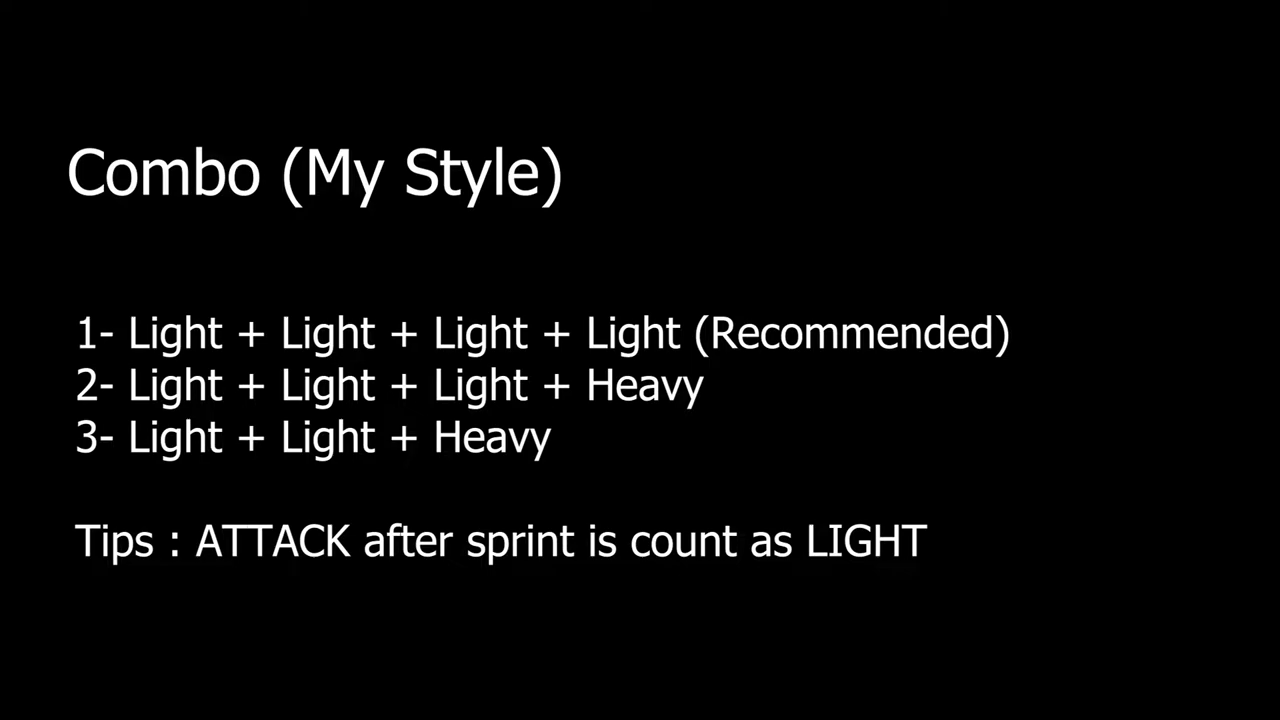 Combo (My Style)
1- Light + Light + Light + Light (Recommended)
2- Light + Light + Light + Heavy
3- Light + Light + Heavy
Tips : ATTACK after sprint is count as LIGHT